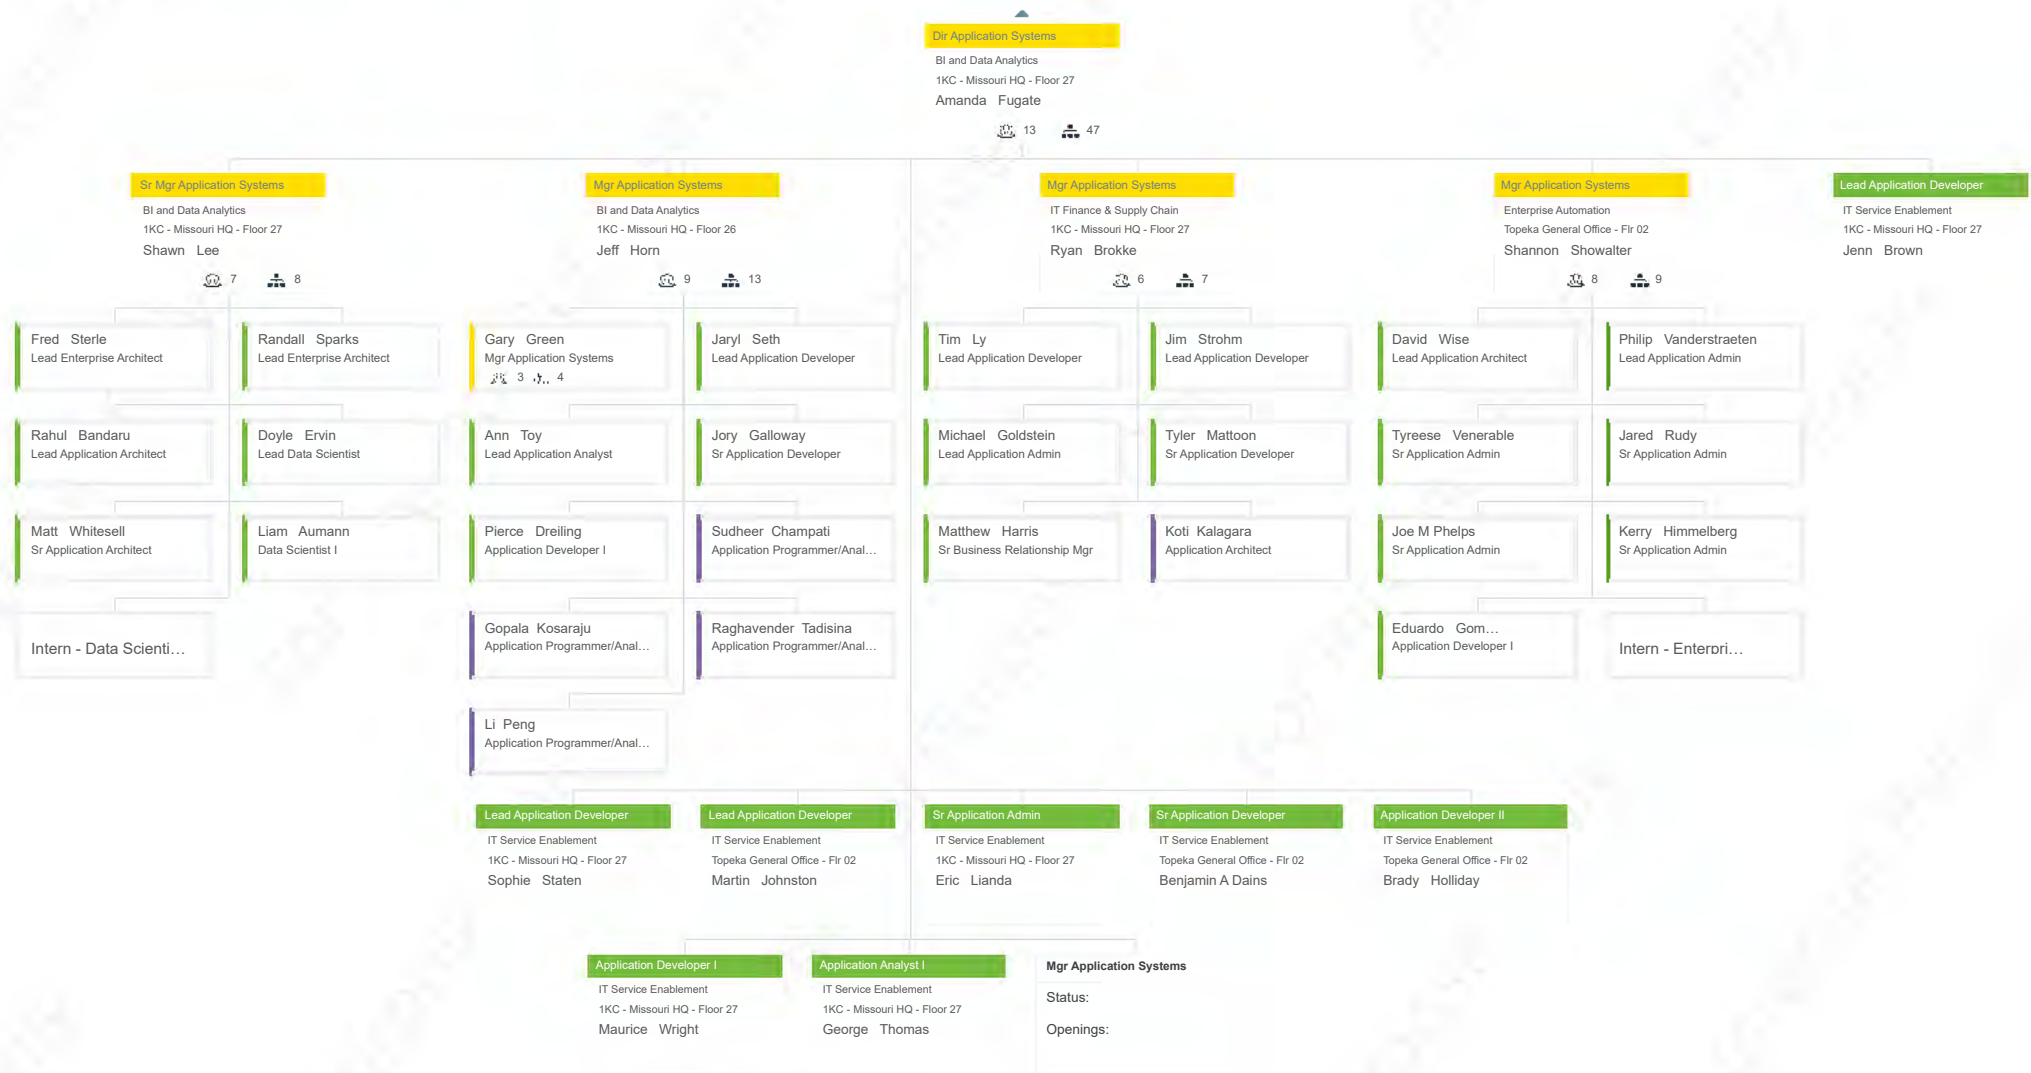 Dir Application Systems
BI and Data Analytics
1KC - Missouri HQ - Floor 27
Amanda Fugate
13 47
Sr Mgr Application Systems
BI and Data Analytics
1KC - Missouri HQ - Floor 27
Shawn Lee
7 8
Mgr Application Systems
BI and Data Analytics
1KC - Missouri HQ - Floor 26
Jeff Horn
9 13
Mgr Application Systems
IT Finance & Supply Chain
1KC - Missouri HQ - Floor 27
Ryan Brokke
6 7
Mgr Application Systems
Enterprise Automation
Topeka General Office - Flr 02
Shannon Showalter
8 9
Lead Application Developer
IT Service Enablement
1KC - Missouri HQ - Floor 27
Jenn Brown
Fred Sterle
Lead Enterprise Architect
Randall Sparks
Lead Enterprise Architect
Rahul Bandaru
Lead Application Architect
Doyle Ervin
Lead Data Scientist
Matt Whitesell
Sr Application Architect
Liam Aumann
Data Scientist I
Intern - Data Scienti…
Gary Green
Mgr Application Systems
3 4
Jaryl Seth
Lead Application Developer
Ann Toy
Lead Application Analyst
Jory Galloway
Sr Application Developer
Pierce Dreiling
Application Developer I
Sudheer Champati
Application Programmer/Anal…
Gopala Kosaraju
Application Programmer/Anal…
Raghavender Tadisina
Application Programmer/Anal…
Li Peng
Application Programmer/Anal…
Tim Ly
Lead Application Developer
Jim Strohm
Lead Application Developer
Michael Goldstein
Lead Application Admin
Tyler Mattoon
Sr Application Developer
Matthew Harris
Sr Business Relationship Mgr
Koti Kalagara
Application Architect
David Wise
Lead Application Architect
Philip Vanderstraeten
Lead Application Admin
Tyreese Venerable
Sr Application Admin
Jared Rudy
Sr Application Admin
Joe M Phelps
Sr Application Admin
Kerry Himmelberg
Sr Application Admin
Eduardo Gom…
Application Developer I
Intern - Enterpri…
Lead Application Developer
IT Service Enablement
1KC - Missouri HQ - Floor 27
Sophie Staten
Lead Application Developer
IT Service Enablement
Topeka General Office - Flr 02
Martin Johnston
Sr Application Admin
IT Service Enablement
1KC - Missouri HQ - Floor 27
Eric Lianda
Sr Application Developer
IT Service Enablement
Topeka General Office - Flr 02
Benjamin A Dains
Application Developer II
IT Service Enablement
Topeka General Office - Flr 02
Brady Holliday
Application Developer I
IT Service Enablement
1KC - Missouri HQ - Floor 27
Maurice Wright
Application Analyst I
IT Service Enablement
1KC - Missouri HQ - Floor 27
George Thomas
Mgr Application Systems
Status:
Openings: